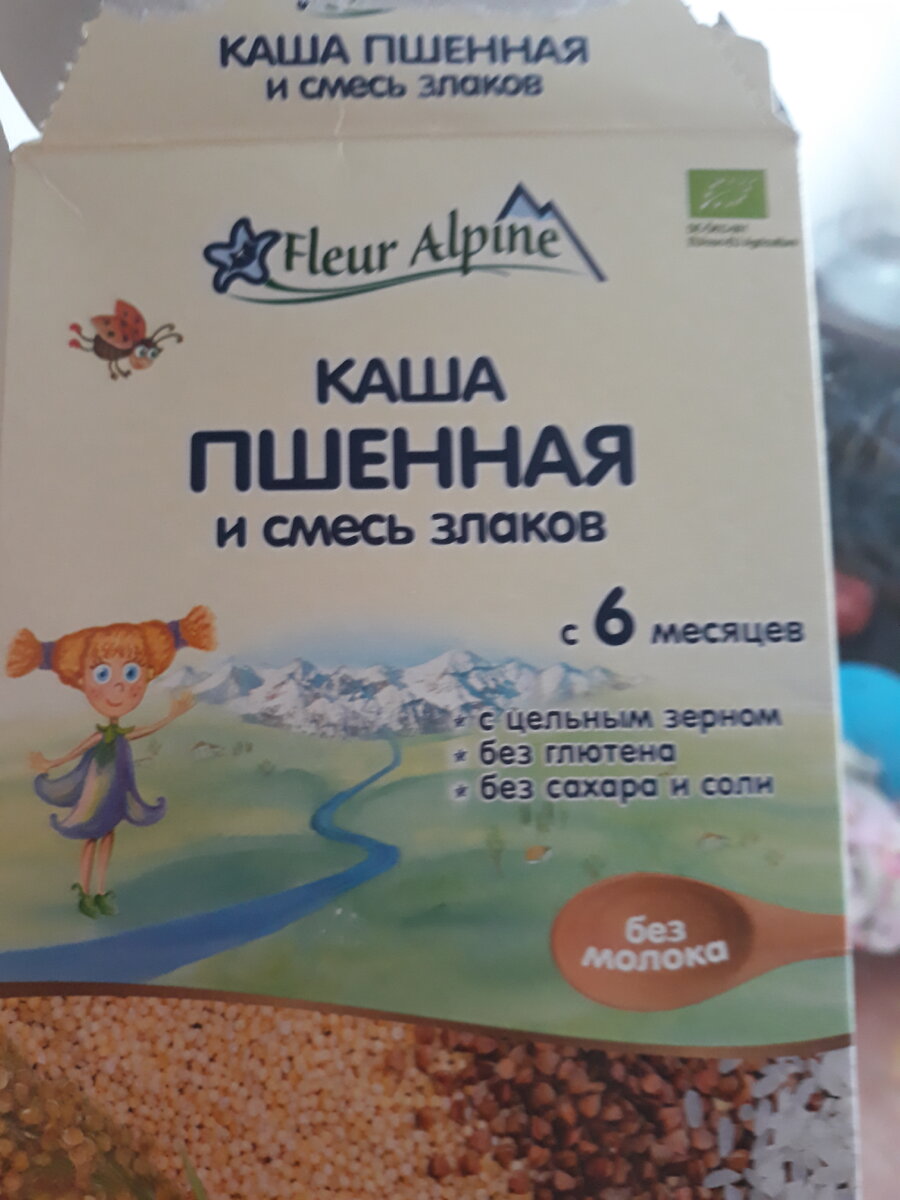 КАША ПШЕННАЯ
и смесь злаков
Fleur Alpine
КАША
ПШЕННАЯ
и смесь злаков
с 6 месяцев
с цельным зерном
без глютена
без сахара и соли
без
молока